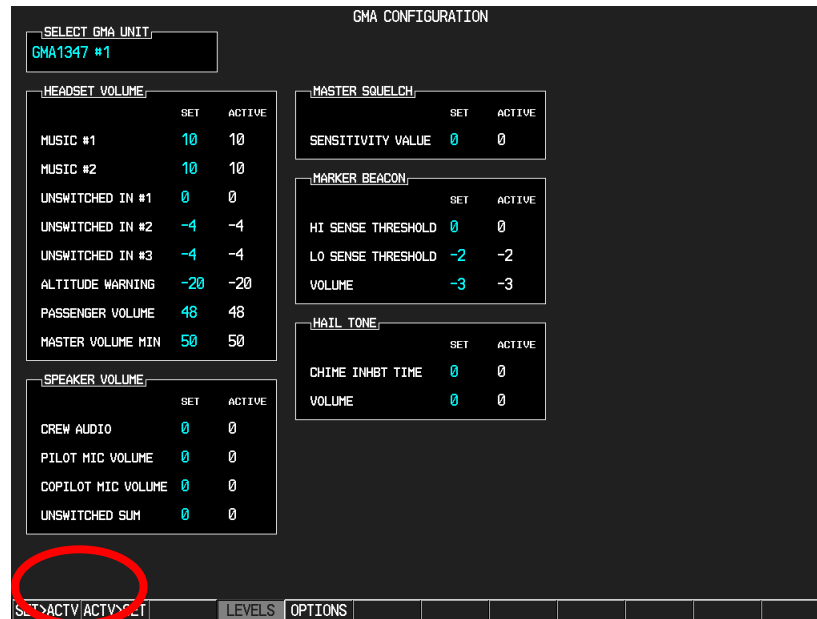 GMA CONFIGURATION
SELECT GMA UNIT
GMA1347 #1
HEADSET VOLUME
SET ACTIVE
MUSIC #1 10 10
MUSIC #2 10 10
UNSWITCHED IN #1 0 0
UNSWITCHED IN #2 -4 -4
UNSWITCHED IN #3 -4 -4
ALTITUDE WARNING -20 -20
PASSENGER VOLUME 48 48
MASTER VOLUME MIN 50 50
SPEAKER VOLUME
SET ACTIVE
CREW AUDIO 0 0
PILOT MIC VOLUME 0 0
COPILOT MIC VOLUME 0 0
UNSWITCHED SUM 0 0
MASTER SQUELCH
SET ACTIVE
SENSITIVITY VALUE 0 0
MARKER BEACON
SET ACTIVE
HI SENSE THRESHOLD 0 0
LO SENSE THRESHOLD -2 -2
VOLUME -3 -3
HAIL TONE
SET ACTIVE
CHIME INHBT TIME 0 0
VOLUME 0 0
SET>ACTV ACTV>SET LEVELS OPTIONS